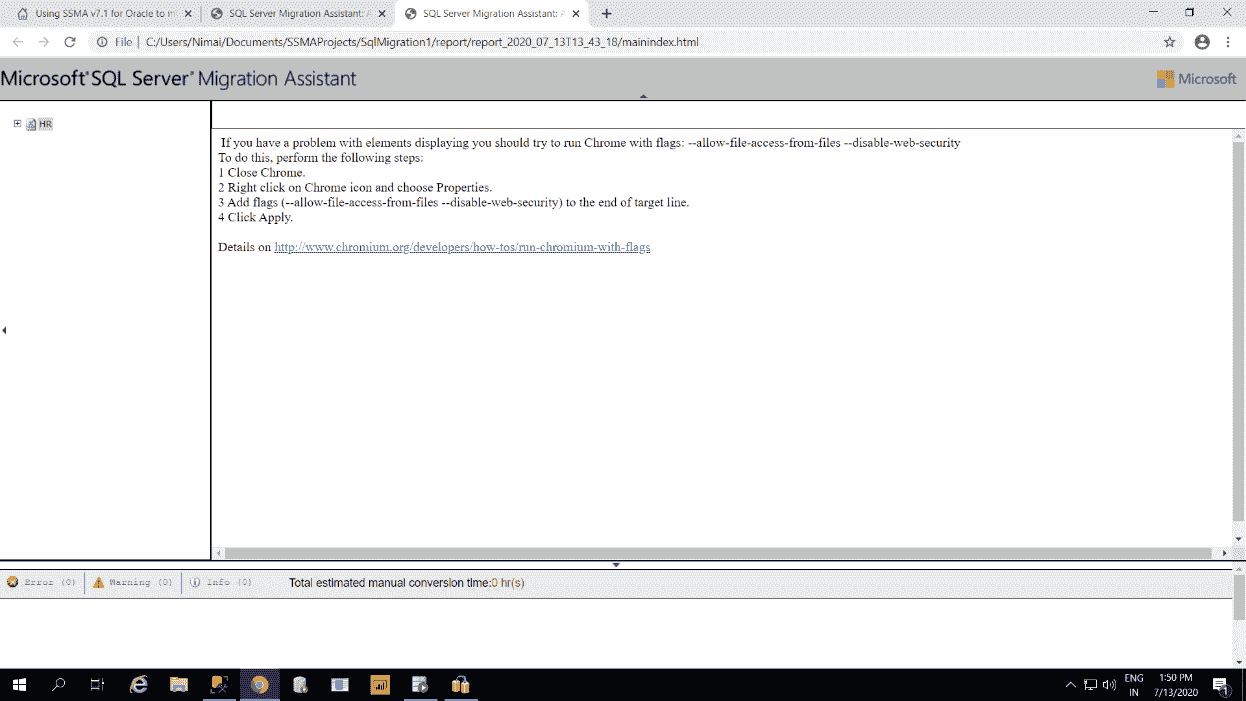 Using SSMA v7.1 for Oracle to m
SQL Server Migration Assistant: A
SQL Server Migration Assistant: A
File | C:/Users/Nimai/Documents/SSMAProjects/SqlMigration1/report/report_2020_07_13T13_43_18/mainindex.html
Microsoft SQL Server Migration Assistant
Microsoft
HR
If you have a problem with elements displaying you should try to run Chrome with flags: --allow-file-access-from-files --disable-web-security
To do this, perform the following steps:
1 Close Chrome.
2 Right click on Chrome icon and choose Properties.
3 Add flags (--allow-file-access-from-files --disable-web-security) to the end of target line.
4 Click Apply.
Details on http://www.chromium.org/developers/how-tos/run-chromium-with-flags
Error (0) Warning (0) Info (0) Total estimated manual conversion time:0 hr(s)
ENG
IN
1:50 PM
7/13/2020
1